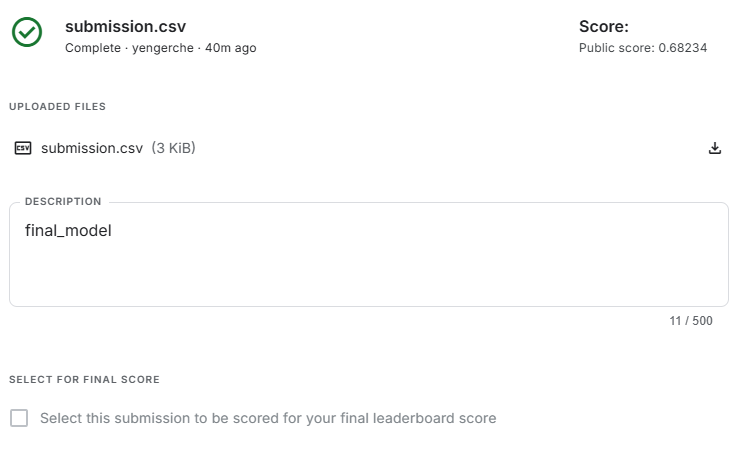 submission.csv
Score:
Complete · yengerche · 40m ago
Public score: 0.68234
UPLOADED FILES
CSV submission.csv (3 KiB)
DESCRIPTION
final_model
11 / 500
SELECT FOR FINAL SCORE
Select this submission to be scored for your final leaderboard score